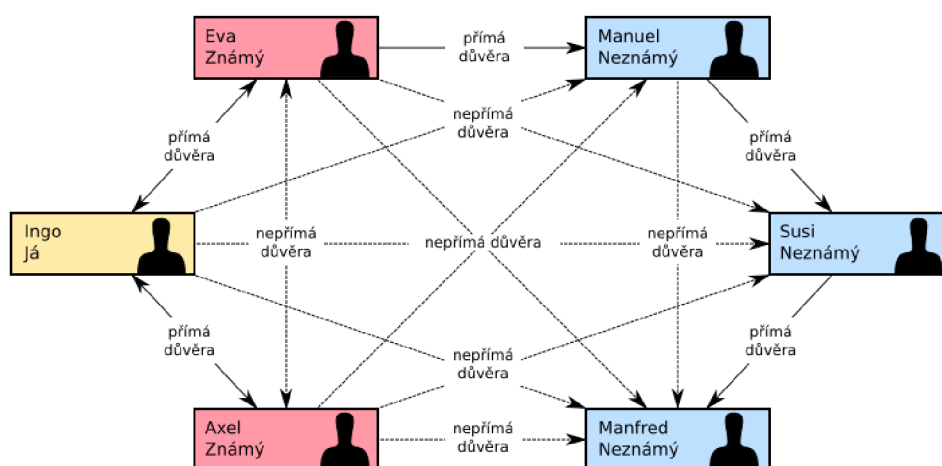 Eva
Známý
přímá
důvěra
Manuel
Neznámý
nepřímá
důvěra
přímá
důvěra
přímá
důvěra
Ingo
Já
nepřímá
důvěra
nepřímá důvěra
nepřímá
důvěra
Susi
Neznámý
přímá
důvěra
nepřímá
důvěra
přímá
důvěra
Axel
Známý
nepřímá
důvěra
Manfred
Neznámý